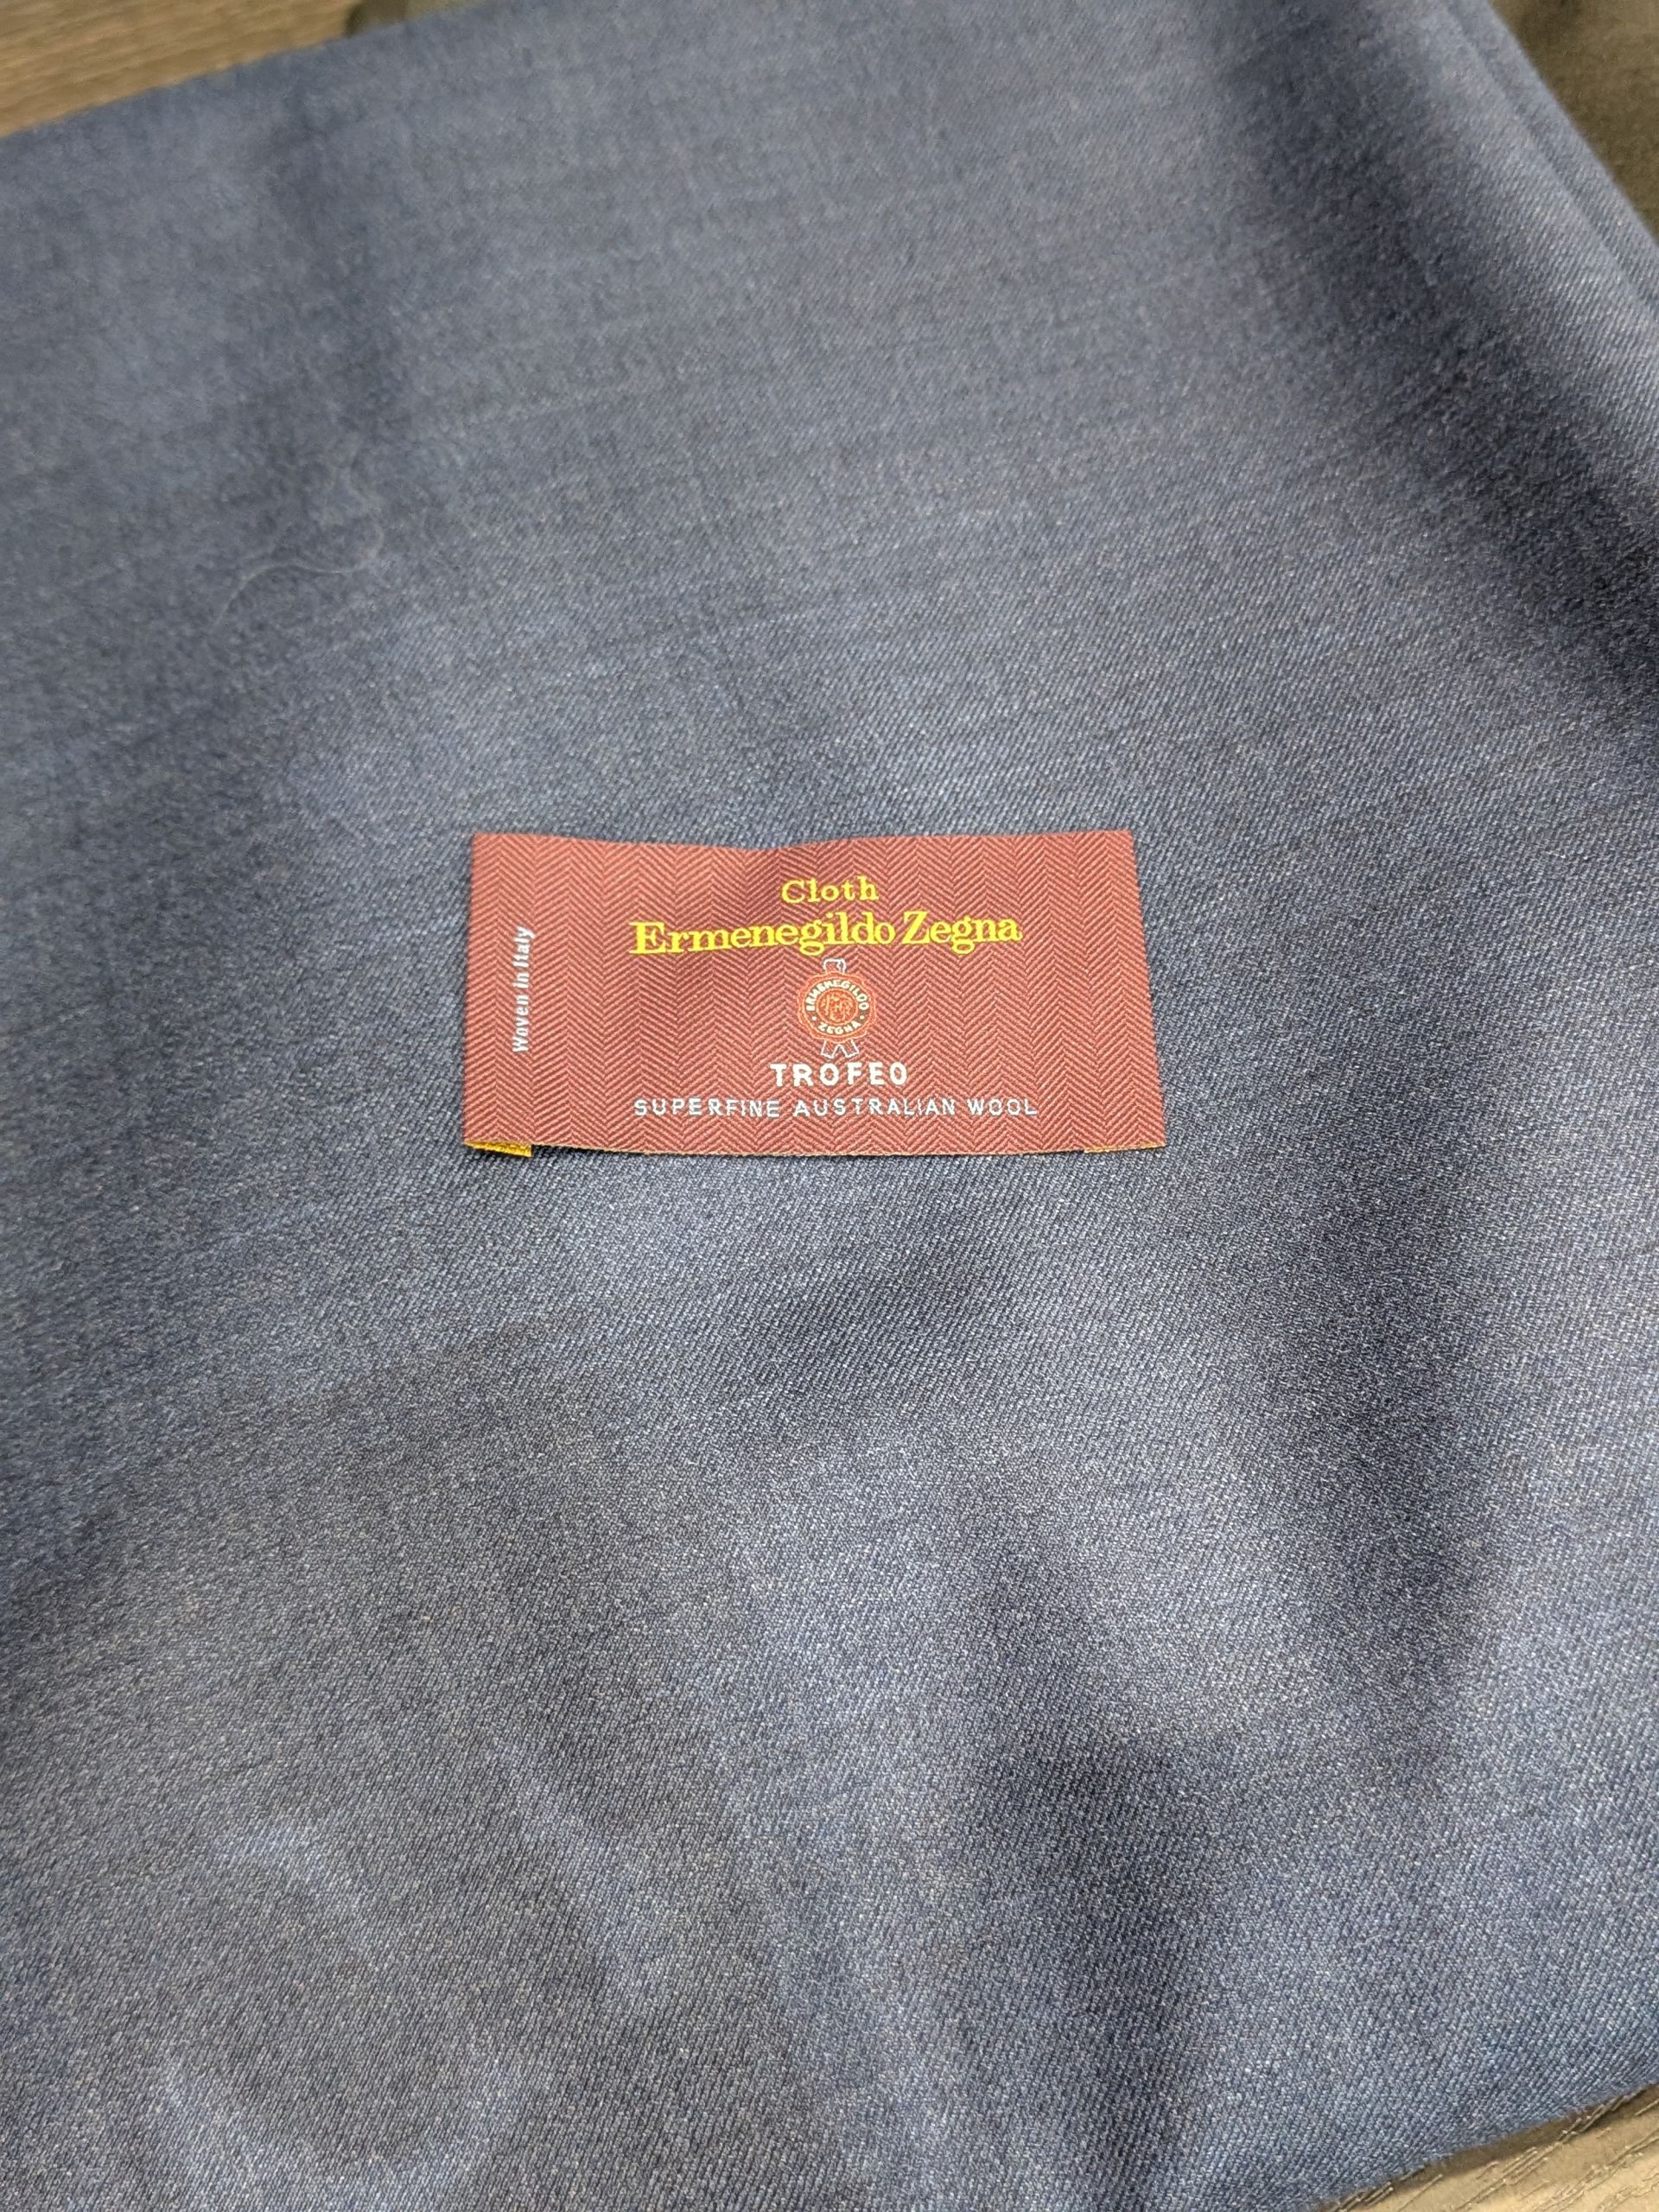 Cloth
Ermenegildo Zegna
ERMENEGILDO
ZEGNA
TROFEO
SUPERFINE AUSTRALIAN WOOL
Woven in Italy